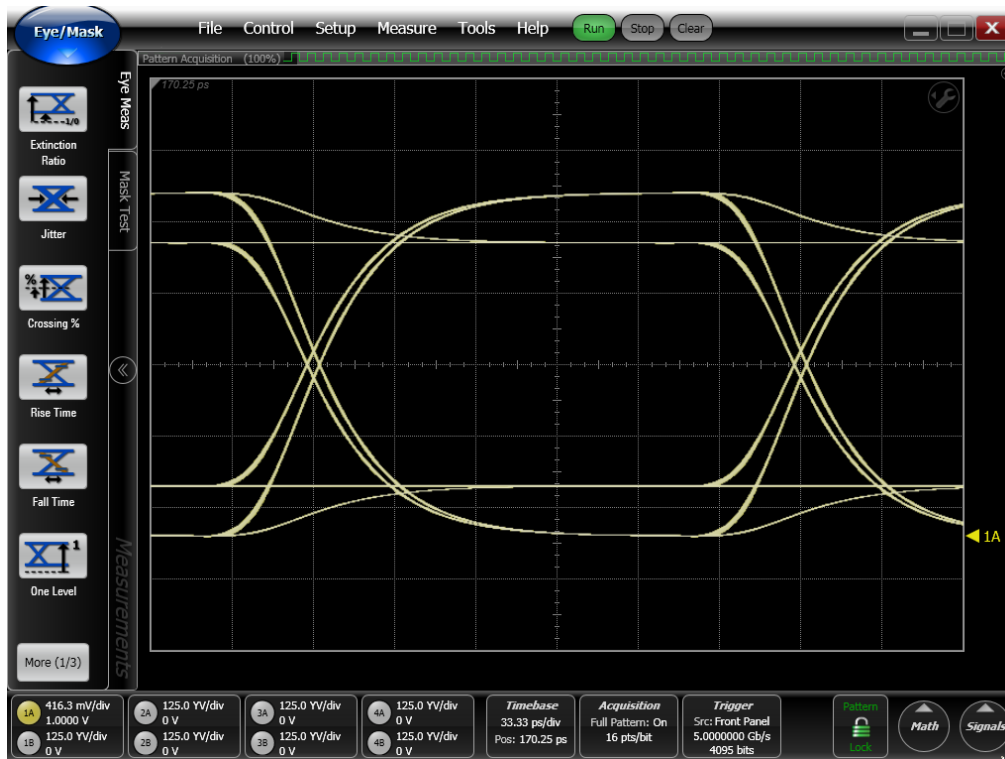 Eye/Mask
File Control Setup Measure Tools Help Run Stop Clear
Pattern Acquisition (100%)
170.25 ps
Eye Meas
Mask Test
Measurements
1/0
Extinction
Ratio
Jitter
%
Crossing %
Rise Time
Fall Time
1
One Level
More (1/3)
1A
1A 416.3 mV/div
1.0000 V
1B 125.0 YV/div
0 V
2A 125.0 YV/div
0 V
2B 125.0 YV/div
0 V
3A 125.0 YV/div
0 V
3B 125.0 YV/div
0 V
4A 125.0 YV/div
0 V
4B 125.0 YV/div
0 V
Timebase
33.33 ps/div
Pos: 170.25 ps
Acquisition
Full Pattern: On
16 pts/bit
Trigger
Src: Front Panel
5.0000000 Gb/s
4095 bits
Pattern
Lock
Math
Signals